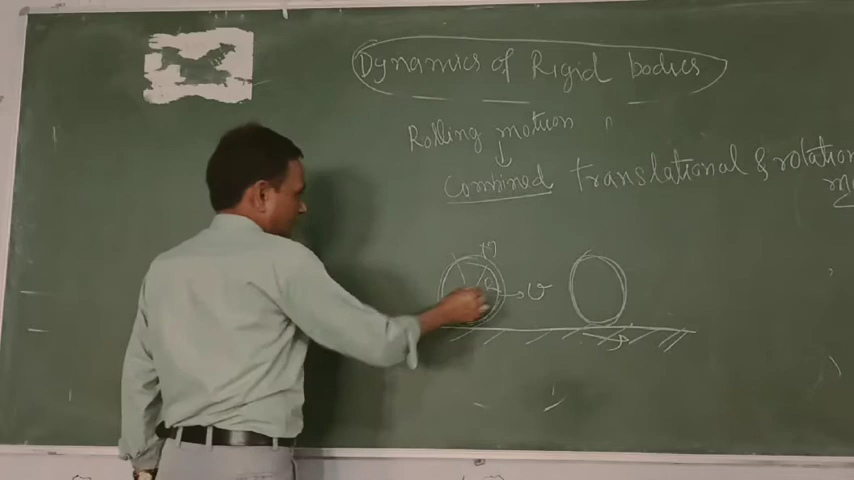 Dynamics of Rigid bodies
Rolling motion
Combined translational & rotation
v